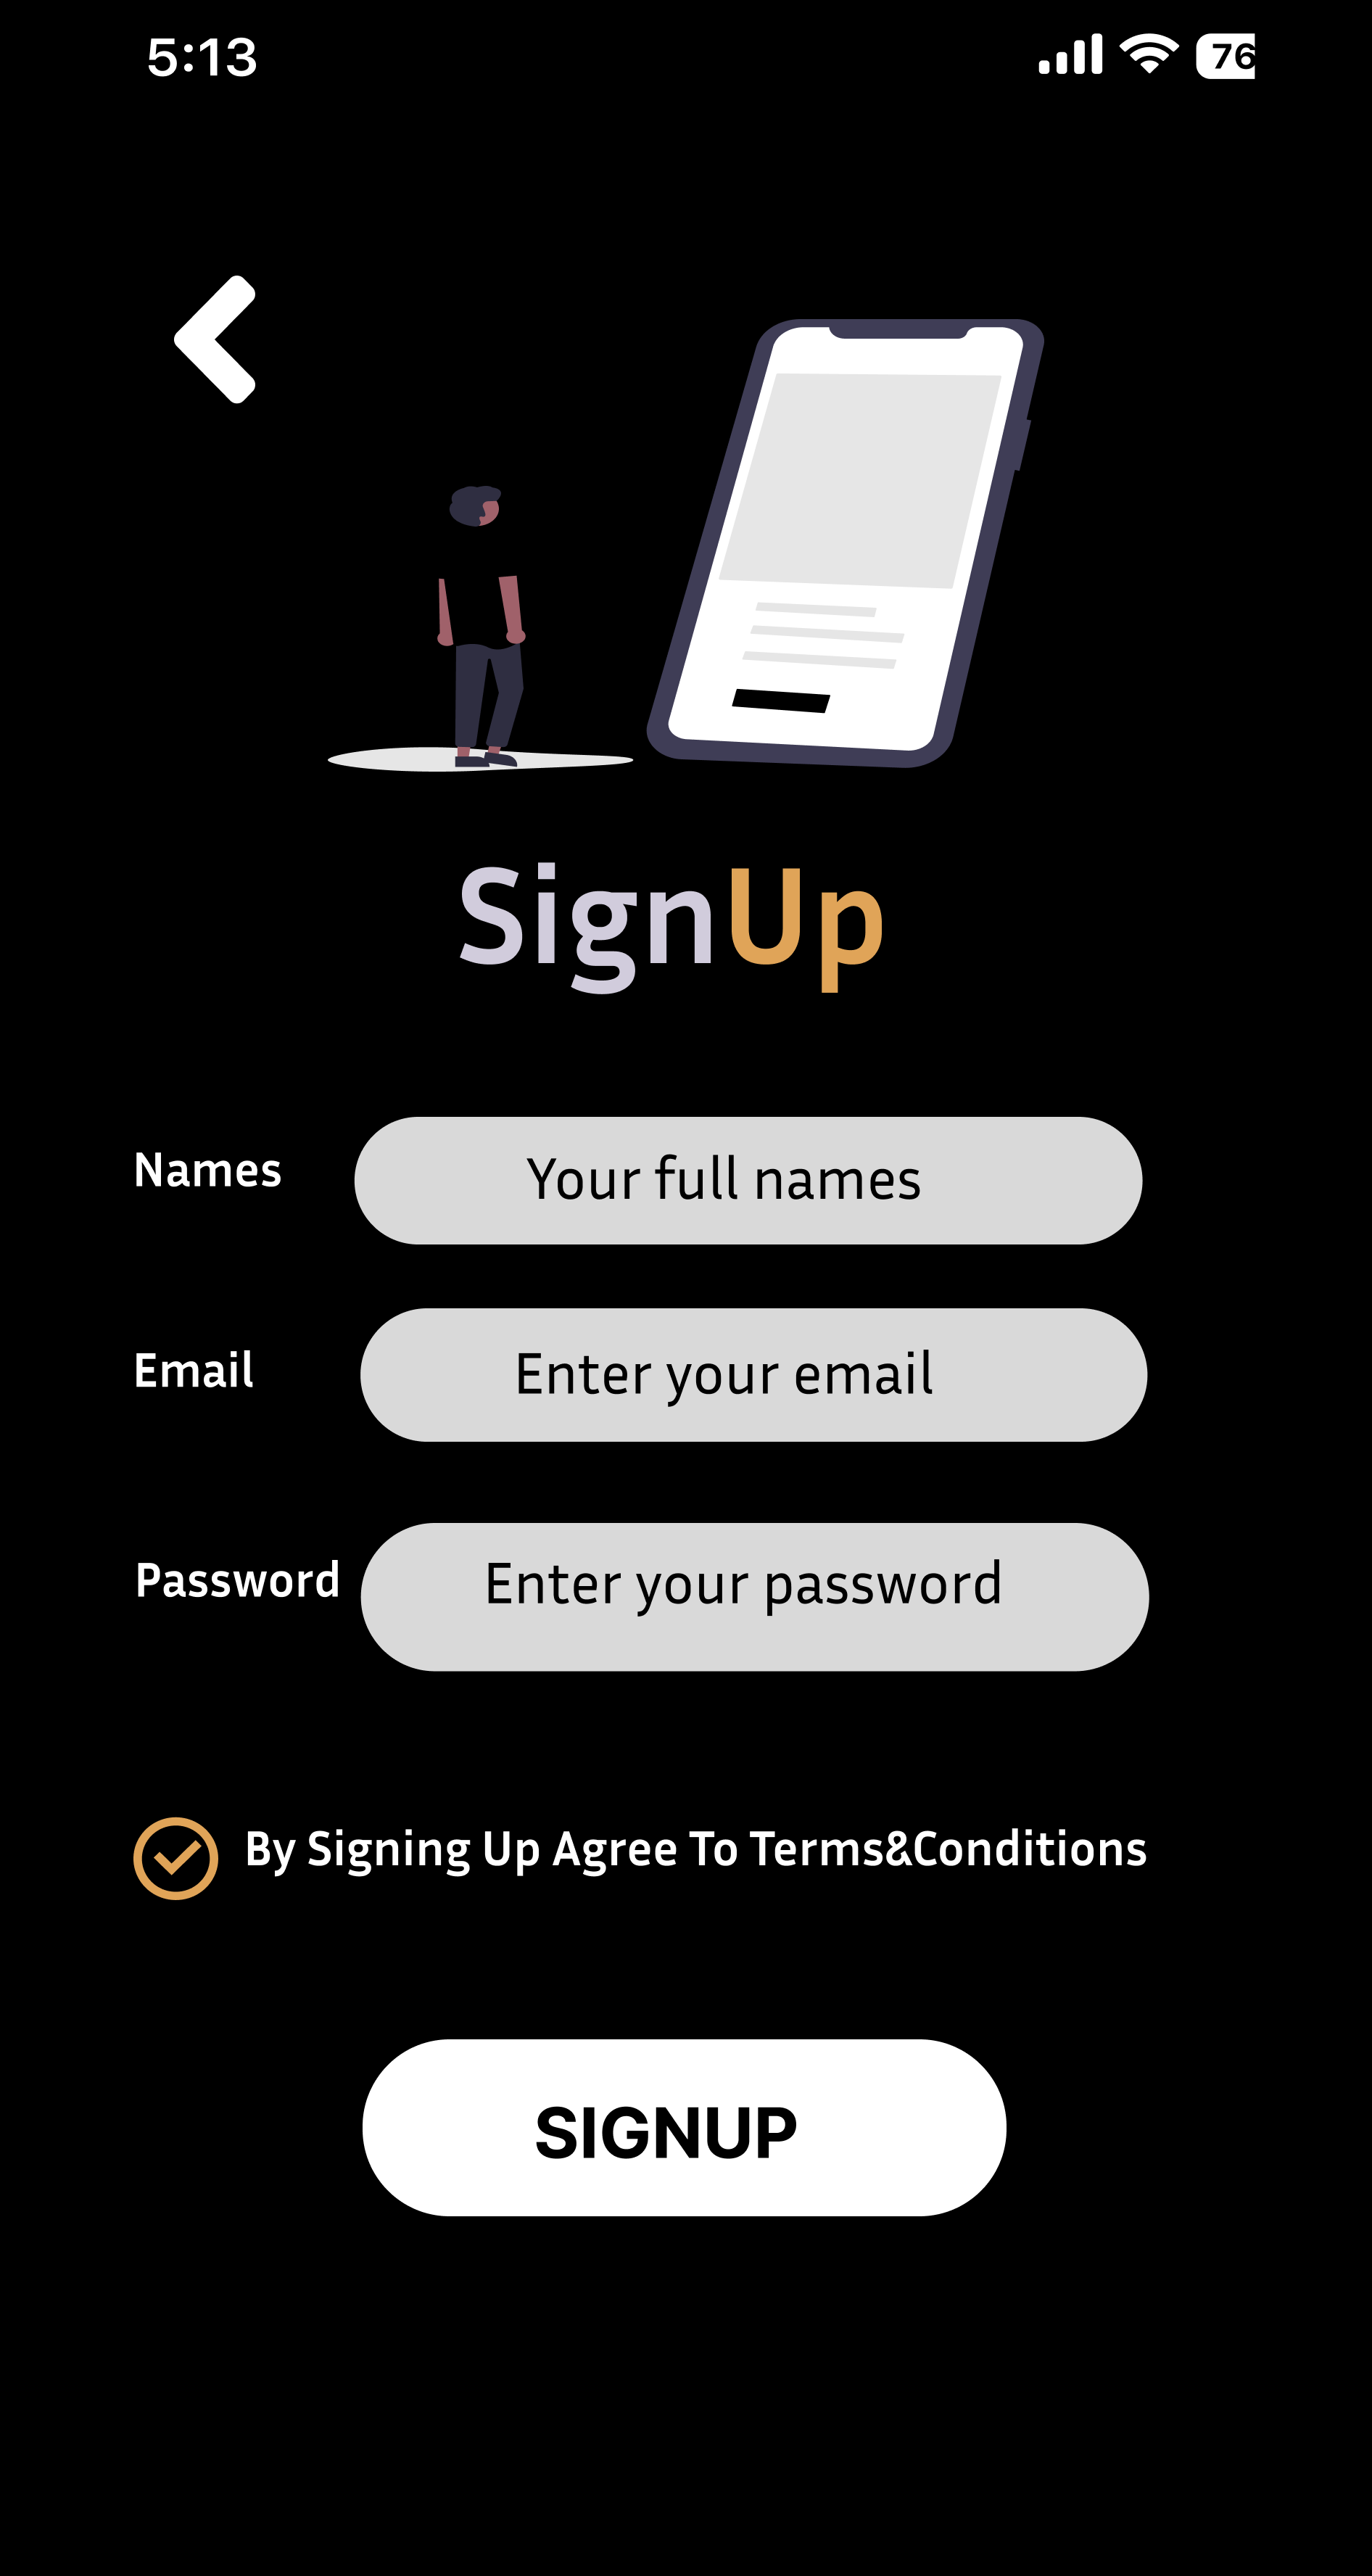 5:13
76
SignUp
Names
Your full names
Email
Enter your email
Password
Enter your password
By Signing Up Agree To Terms&Conditions
SIGNUP